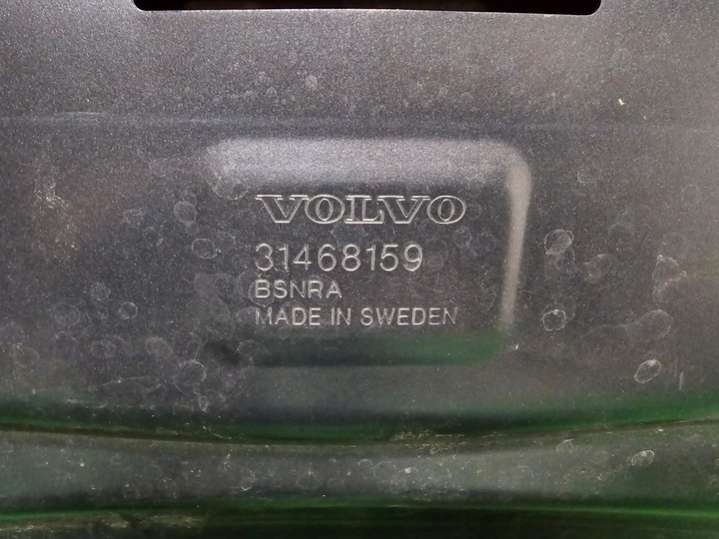 VOLVO
31468159
BSNRA
MADE IN SWEDEN